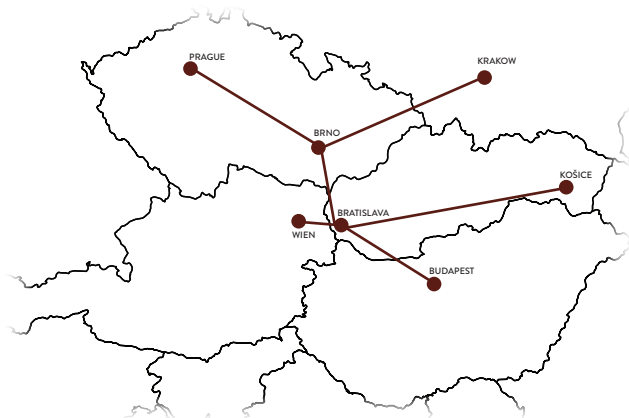 PRAGUE
KRAKOW
BRNO
KOŠICE
BRATISLAVA
WIEN
BUDAPEST